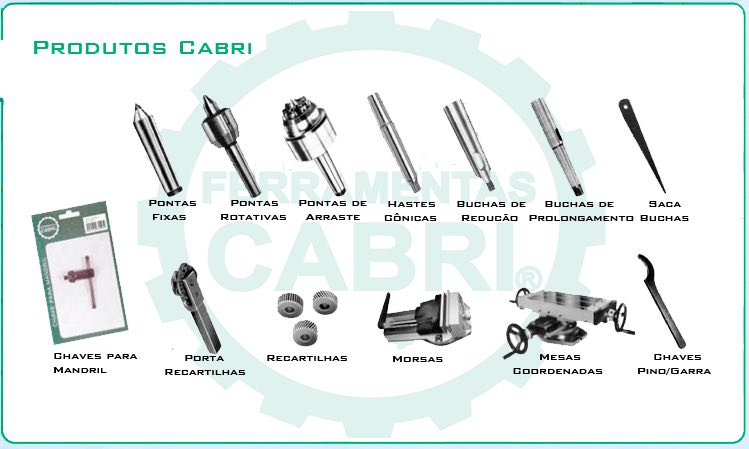 Produtos Cabri
FERRAMENTAS
CABRI®
Pontas
Fixas
Pontas
Rotativas
Pontas de
Arraste
Hastes
Cônicas
Buchas de
Reducão
Buchas de
Prolongamento
Saca
Buchas
CABRI
CHAVE PARA MANDRIL
Chaves para
Mandril
Porta
Recartilhas
Recartilhas
Morsas
Mesas
Coordenadas
Chaves
Pino/Garra